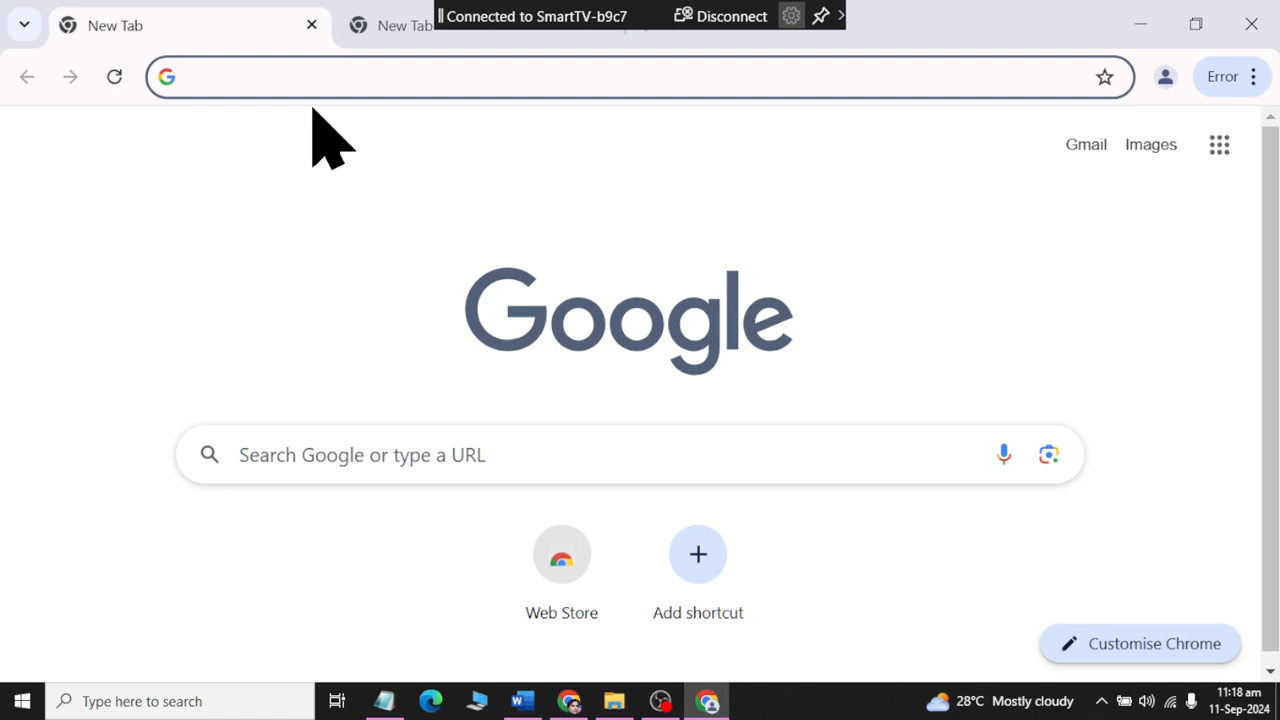 New Tab
New Tab
Connected to SmartTV-b9c7
Disconnect
Error
Gmail
Images
Google
Search Google or type a URL
Web Store
Add shortcut
Customise Chrome
Type here to search
28°C Mostly cloudy
11:18 am
11-Sep-2024